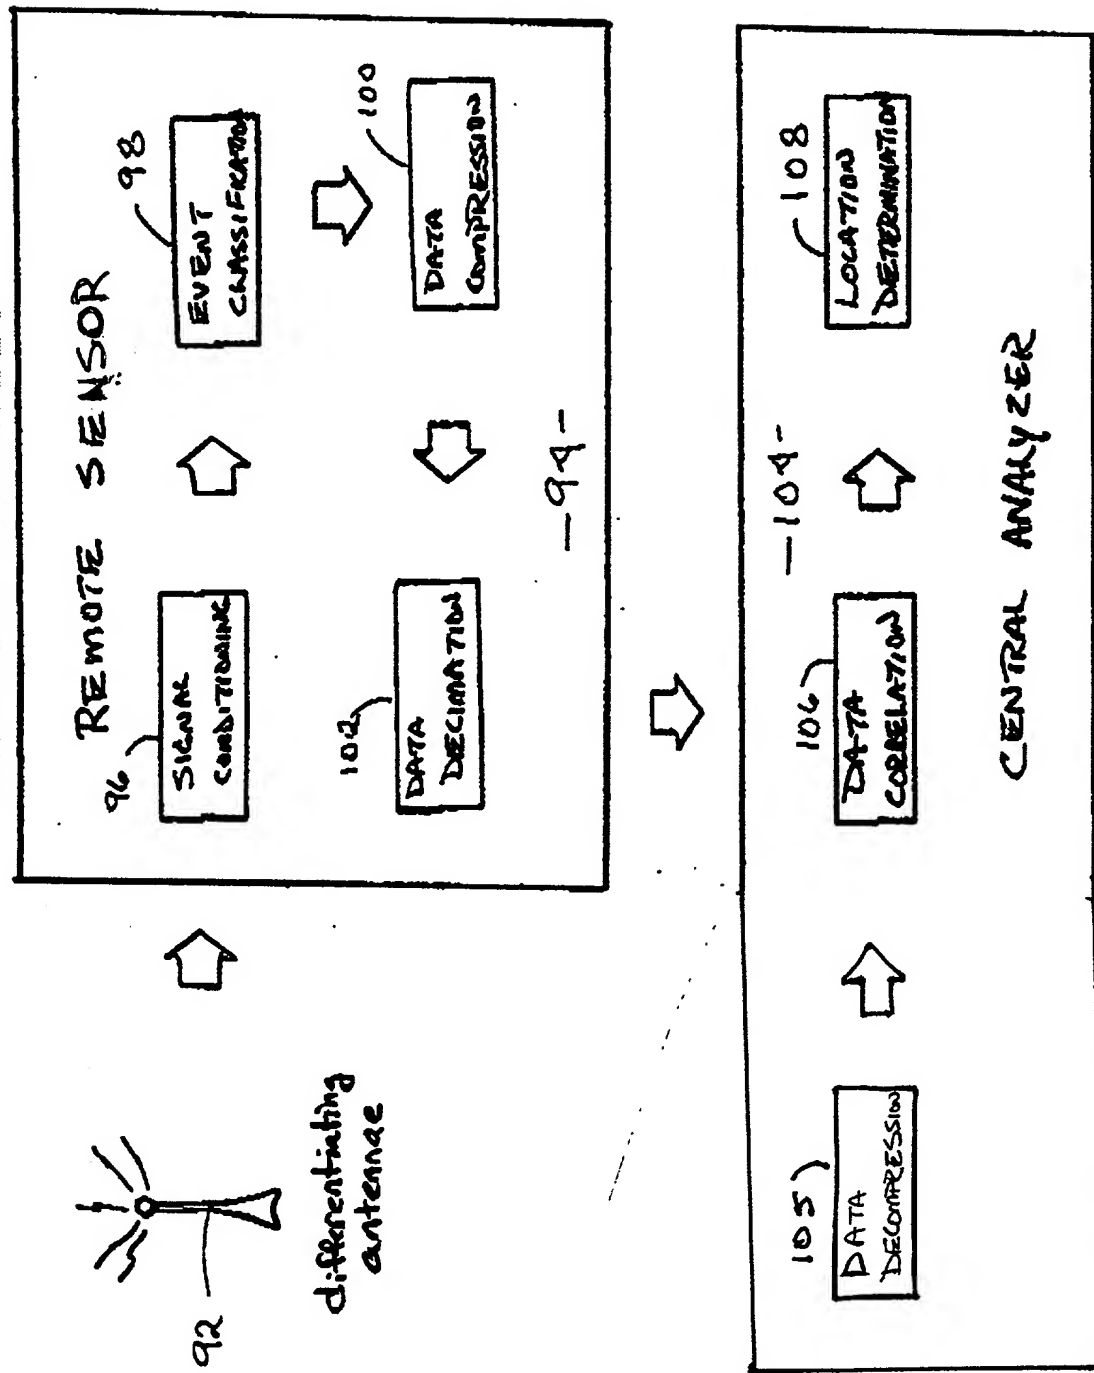 REMOTE SENSOR
96
SIGNAL
CONDITIONING
98
EVENT
CLASSIFICATION
102
DATA
DECIMATION
100
DATA
COMPRESSION
-94-
92
differentiating
antennae
-104-
105
DATA
DECOMPRESSION
106
DATA
CORRELATION
108
LOCATION
DETERMINATION
CENTRAL ANALYZER